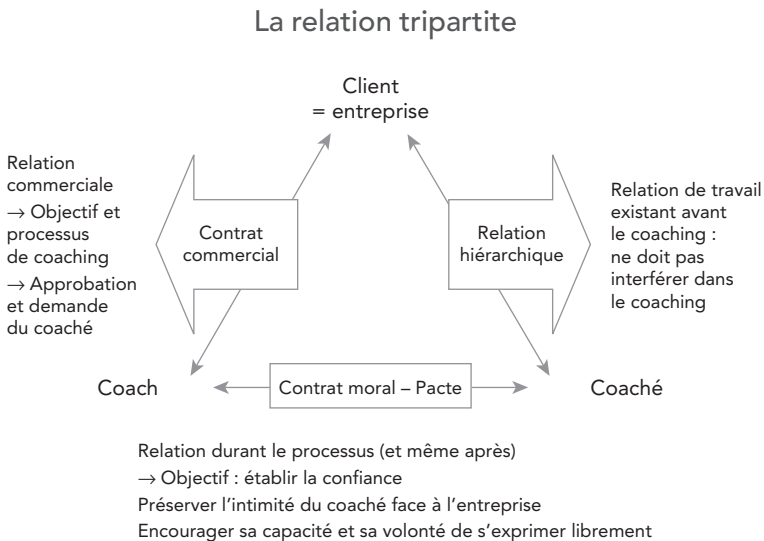 La relation tripartite
Client
= entreprise
Relation
commerciale
→ Objectif et
processus
de coaching
→ Approbation
et demande
du coaché
Contrat
commercial
Relation
hiérarchique
Relation de travail
existant avant
le coaching :
ne doit pas
interférer dans
le coaching
Coach
Contrat moral – Pacte
Coaché
Relation durant le processus (et même après)
→ Objectif : établir la confiance
Préserver l’intimité du coaché face à l’entreprise
Encourager sa capacité et sa volonté de s’exprimer librement